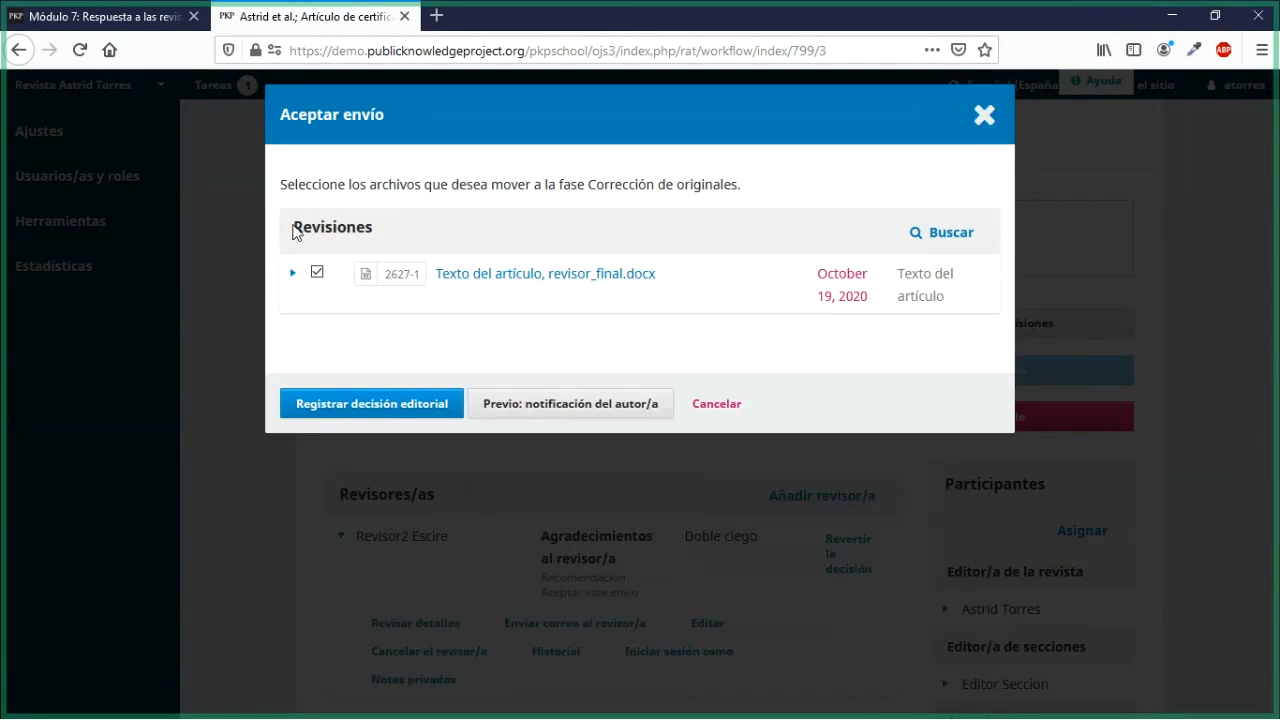 PKP Módulo 7: Respuesta a las revis
PKP Astrid et al.; Artículo de certific
https://demo.publicknowledgeproject.org/pkpschool/ojs3/index.php/rat/workflow/index/799/3
ABP
Revista Astrid Torres
Tareas 1
Español (España
Ayuda
el sitio
atorres
Ajustes
Usuarios/as y roles
Herramientas
Estadísticas
Aceptar envío
Seleccione los archivos que desea mover a la fase Corrección de originales.
Revisiones
Buscar
2627-1
Texto del artículo, revisor_final.docx
October
19, 2020
Texto del
artículo
isiones
Registrar decisión editorial
Previo: notificación del autor/a
Cancelar
Revisores/as
Añadir revisor/a
Revisor2 Escire
Agradecimientos
al revisor/a
Recomendación:
Aceptar este envío
Doble ciego
Revertir
la
decisión
Revisar detalles
Enviar correo al revisor/a
Editar
Cancelar el revisor/a
Historial
Iniciar sesión como
Notas privadas
Participantes
Asignar
Editor/a de la revista
Astrid Torres
Editor/a de secciones
Editor Seccion